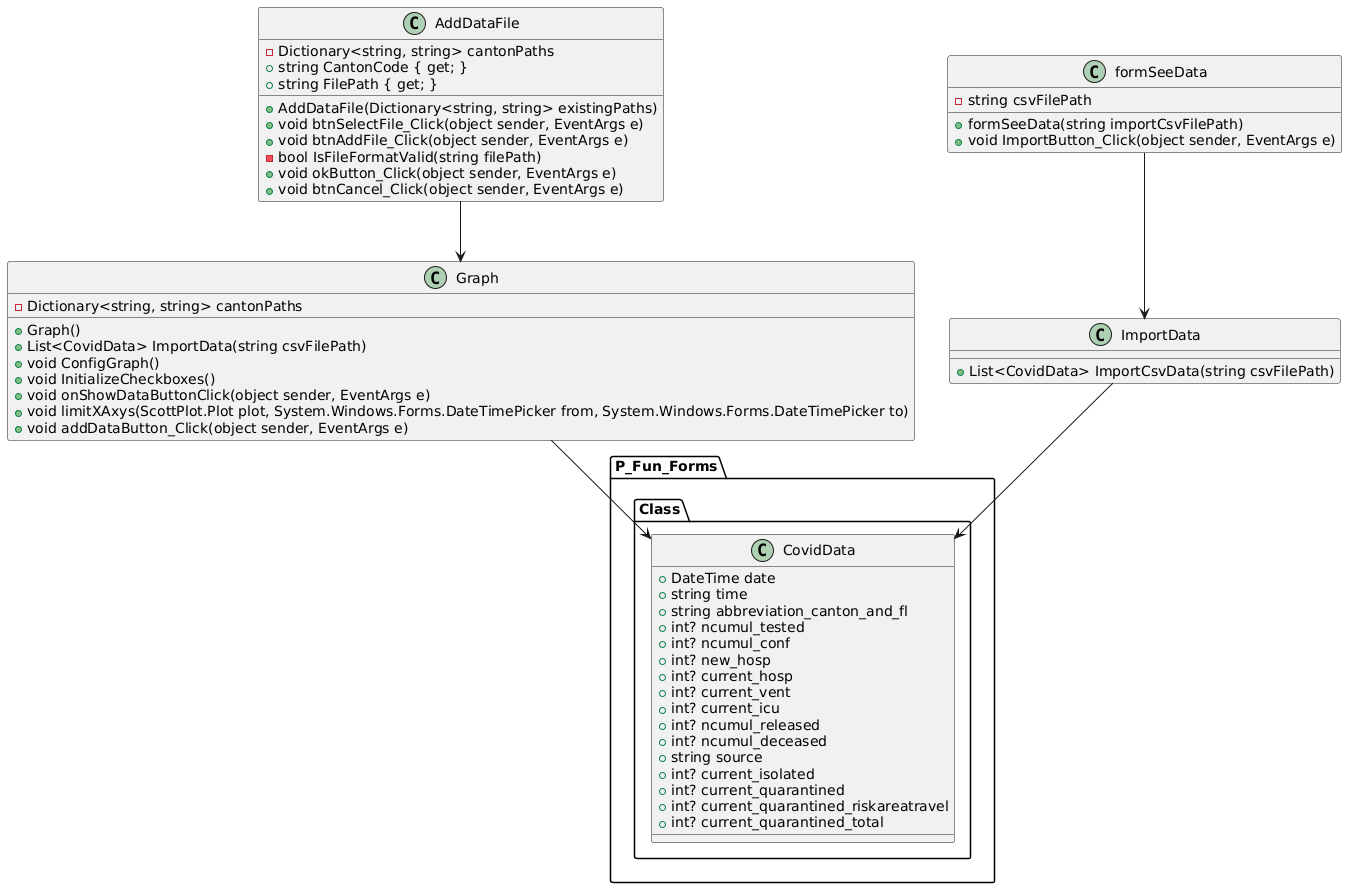 C AddDataFile
Dictionary<string, string> cantonPaths
string CantonCode { get; }
string FilePath { get; }
AddDataFile(Dictionary<string, string> existingPaths)
void btnSelectFile_Click(object sender, EventArgs e)
void btnAddFile_Click(object sender, EventArgs e)
bool IsFileFormatValid(string filePath)
void okButton_Click(object sender, EventArgs e)
void btnCancel_Click(object sender, EventArgs e)
C formSeeData
string csvFilePath
formSeeData(string importCsvFilePath)
void ImportButton_Click(object sender, EventArgs e)
C Graph
Dictionary<string, string> cantonPaths
Graph()
List<CovidData> ImportData(string csvFilePath)
void ConfigGraph()
void InitializeCheckboxes()
void onShowDataButtonClick(object sender, EventArgs e)
void limitXAxys(ScottPlot.Plot plot, System.Windows.Forms.DateTimePicker from, System.Windows.Forms.DateTimePicker to)
void addDataButton_Click(object sender, EventArgs e)
C ImportData
List<CovidData> ImportCsvData(string csvFilePath)
P_Fun_Forms
Class
C CovidData
DateTime date
string time
string abbreviation_canton_and_fl
int? ncumul_tested
int? ncumul_conf
int? new_hosp
int? current_hosp
int? current_vent
int? current_icu
int? ncumul_released
int? ncumul_deceased
string source
int? current_isolated
int? current_quarantined
int? current_quarantined_riskareatravel
int? current_quarantined_total